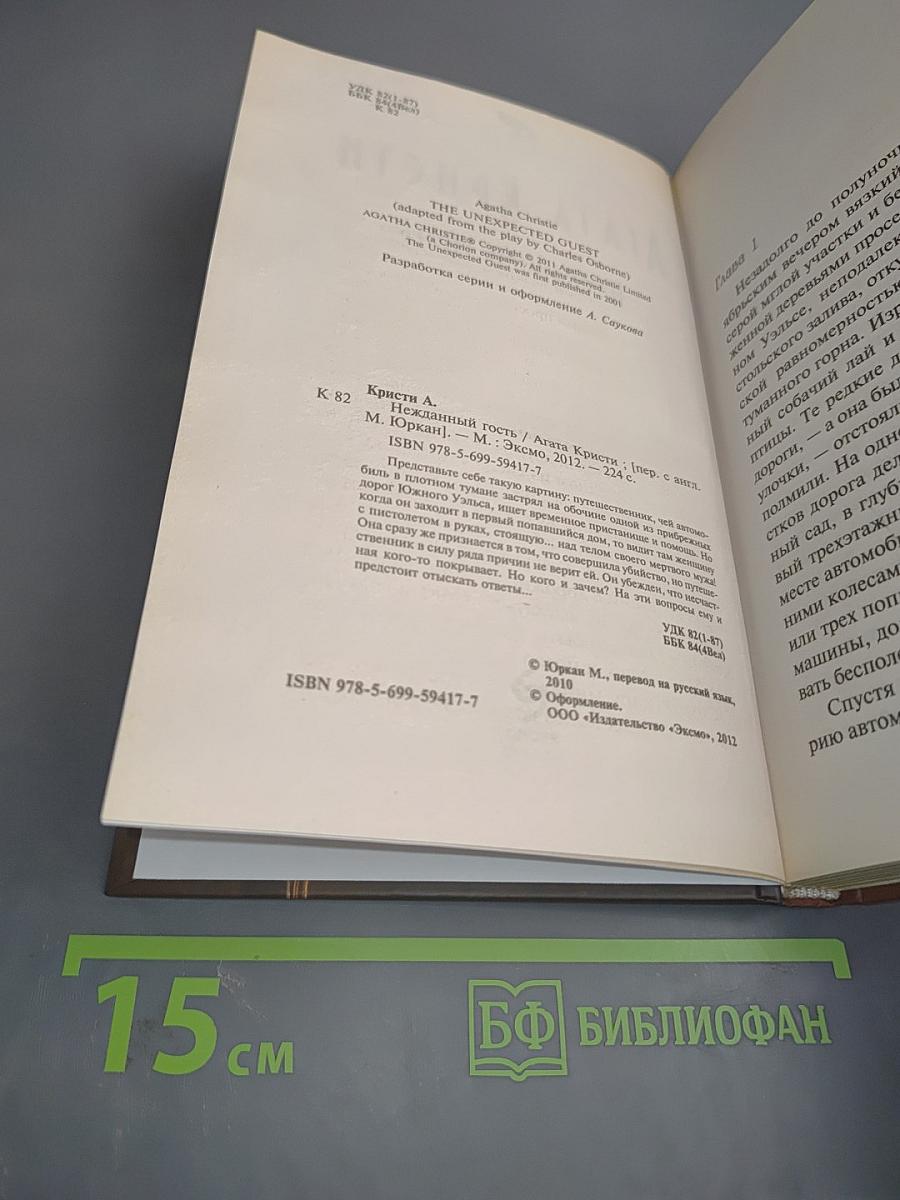 УДК 82(1-87)
ББК 84(4Вел)
К 82
Agatha Christie
THE UNEXPECTED GUEST
(adapted from the play by Charles Osborne)
AGATHA CHRISTIE® Copyright © 2011 Agatha Christie Limited
(a Chorion company). All rights reserved.
The Unexpected Guest was first published in 2001
Разработка серии и оформление А. Саукова
Кристи А.
К 82 Нежданный гость / Агата Кристи ; [пер. с англ.
М. Юркан]. — М. : Эксмо, 2012. — 224 с.
ISBN 978-5-699-59417-7
Представьте себе такую картину: путешественник, чей автомо-
биль в плотном тумане застрял на обочине одной из прибрежных
дорог Южного Уэльса, ищет временное пристанище и помощь. Но
когда он заходит в первый попавшийся дом, то видит там женщину
с пистолетом в руках, стоящую... над телом своего мертвого мужа!
Она сразу же признается в том, что совершила убийство, но путеше-
ственник в силу ряда причин не верит ей. Он убежден, что несчаст-
ная кого-то покрывает. Но кого и зачем? На эти вопросы ему и
предстоит отыскать ответы...
УДК 82(1-87)
ББК 84(4Вел)
© Юркан М., перевод на русский язык,
2010
© Оформление.
ООО «Издательство «Эксмо», 2012
ISBN 978-5-699-59417-7
Глава 1
Незадолго до полуночи
ябрьским вечером вязкий
серой мглой участки и бе
женной деревьями просе
ном Уэльсе, неподалек
стольского залива, отку
ской равномерностью
туманного горна. Изр
ный собачий лай и
птицы. Те редкие д
дороги, — а она был
улочки, — отстоял
полмили. На одно
стков дорога дел
ный сад, в глуб
вый трехэтажн
месте автомоби
ними колесам
или трех поп
машины, до
вать беспол
Спустя
рию автом
15 см
БФ БИБЛИОФАН